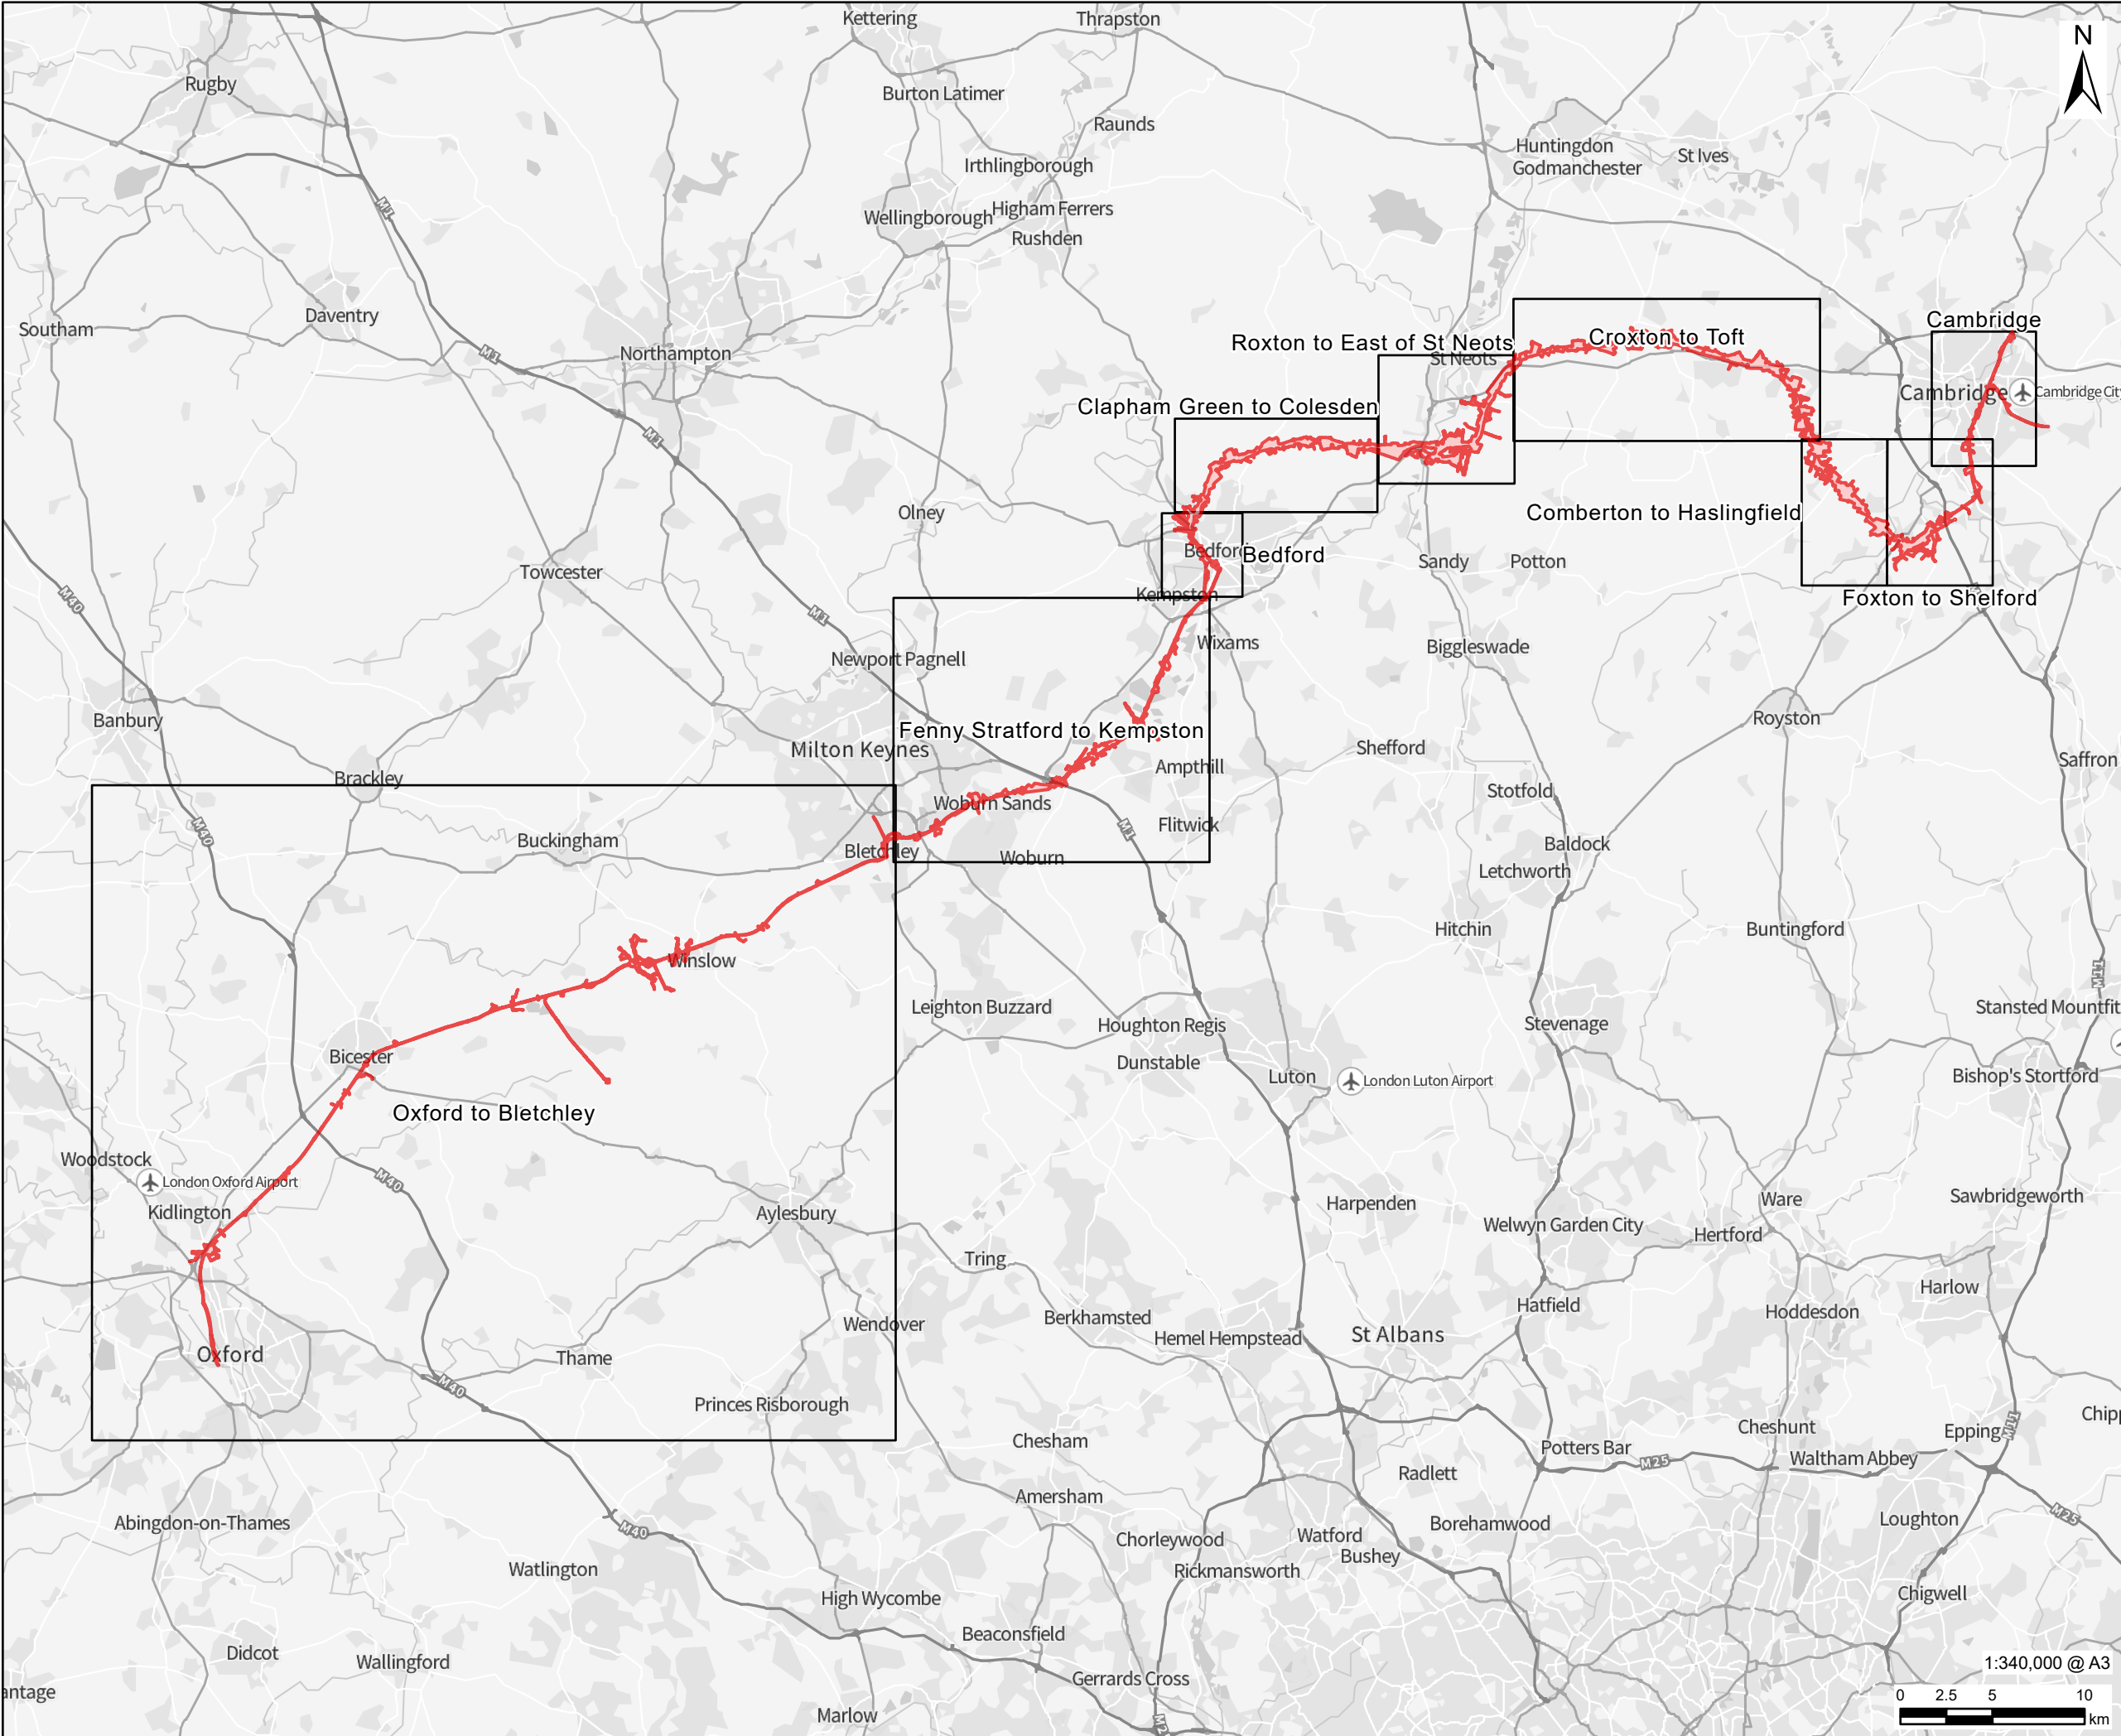 Kettering
Thrapston
N
Rugby
Burton Latimer
Raunds
Huntingdon
Godmanchester
St Ives
Irthlingborough
M1
Wellingborough
Higham Ferrers
Rushden
Southam
Daventry
M1
Northampton
Roxton to East of St Neots
St Neots
Croxton to Toft
Cambridge
Cambridge
Cambridge City
Clapham Green to Colesden
M1
Olney
Comberton to Haslingfield
Bedford
Bedford
Sandy
Potton
Towcester
M40
Kempston
Foxton to Shelford
M1
Wixams
Biggleswade
Newport Pagnell
Banbury
Royston
Fenny Stratford to Kempston
Milton Keynes
Shefford
Saffron
Ampthill
Brackley
Stotfold
Woburn Sands
M40
M1
Flitwick
Buckingham
Bletchley
Woburn
Baldock
Letchworth
Hitchin
Buntingford
Winslow
M11
Leighton Buzzard
Stansted Mountfit
Houghton Regis
Stevenage
Bicester
Dunstable
Luton
London Luton Airport
Bishop's Stortford
Oxford to Bletchley
Woodstock
London Oxford Airport
M40
Kidlington
Aylesbury
Harpenden
Ware
Sawbridgeworth
Welwyn Garden City
Hertford
Tring
Harlow
Berkhamsted
Hatfield
Hoddesdon
Wendover
Hemel Hempstead
St Albans
Oxford
Thame
M40
Princes Risborough
Chipp
Chesham
Cheshunt
Epping
M11
Potters Bar
M25
Waltham Abbey
Radlett
Amersham
M25
Abingdon-on-Thames
Loughton
M40
Chorleywood
Watford
Borehamwood
Bushey
Watlington
Rickmansworth
High Wycombe
Chigwell
Beaconsfield
Didcot
Wallingford
1:340,000 @ A3
Gerrards Cross
antage
0 2.5 5 10
km
Marlow